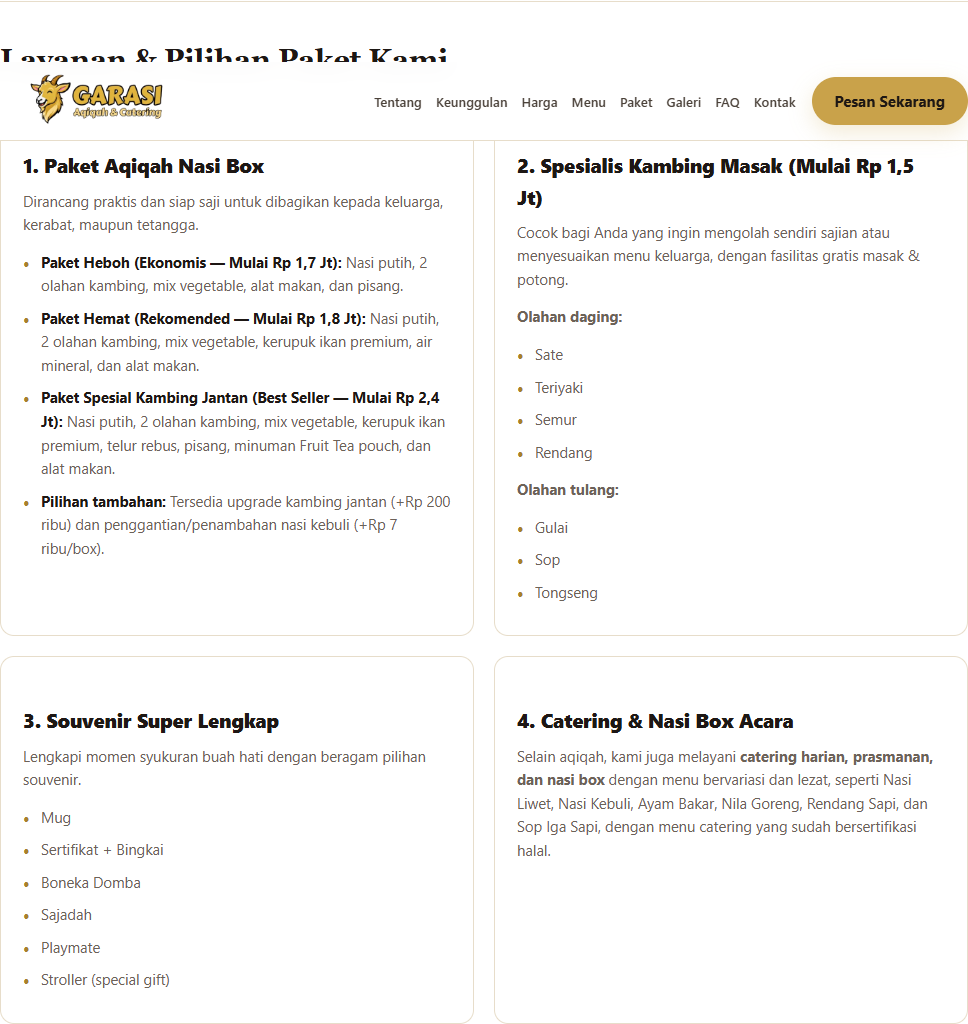 Layanan & Pilihan Paket Kami
GARASI
Aqiqah & Catering
Tentang Keunggulan Harga Menu Paket Galeri FAQ Kontak Pesan Sekarang
1. Paket Aqiqah Nasi Box
Dirancang praktis dan siap saji untuk dibagikan kepada keluarga,
kerabat, maupun tetangga.
• Paket Heboh (Ekonomis — Mulai Rp 1,7 Jt): Nasi putih, 2
olahan kambing, mix vegetable, alat makan, dan pisang.
• Paket Hemat (Rekomended — Mulai Rp 1,8 Jt): Nasi putih,
2 olahan kambing, mix vegetable, kerupuk ikan premium, air
mineral, dan alat makan.
• Paket Spesial Kambing Jantan (Best Seller — Mulai Rp 2,4
Jt): Nasi putih, 2 olahan kambing, mix vegetable, kerupuk ikan
premium, telur rebus, pisang, minuman Fruit Tea pouch, dan
alat makan.
• Pilihan tambahan: Tersedia upgrade kambing jantan (+Rp 200
ribu) dan penggantian/penambahan nasi kebuli (+Rp 7
ribu/box).
2. Spesialis Kambing Masak (Mulai Rp 1,5
Jt)
Cocok bagi Anda yang ingin mengolah sendiri sajian atau
menyesuaikan menu keluarga, dengan fasilitas gratis masak &
potong.
Olahan daging:
• Sate
• Teriyaki
• Semur
• Rendang
Olahan tulang:
• Gulai
• Sop
• Tongseng
3. Souvenir Super Lengkap
Lengkapi momen syukuran buah hati dengan beragam pilihan
souvenir.
• Mug
• Sertifikat + Bingkai
• Boneka Domba
• Sajadah
• Playmate
• Stroller (special gift)
4. Catering & Nasi Box Acara
Selain aqiqah, kami juga melayani catering harian, prasmanan,
dan nasi box dengan menu bervariasi dan lezat, seperti Nasi
Liwet, Nasi Kebuli, Ayam Bakar, Nila Goreng, Rendang Sapi, dan
Sop Iga Sapi, dengan menu catering yang sudah bersertifikasi
halal.